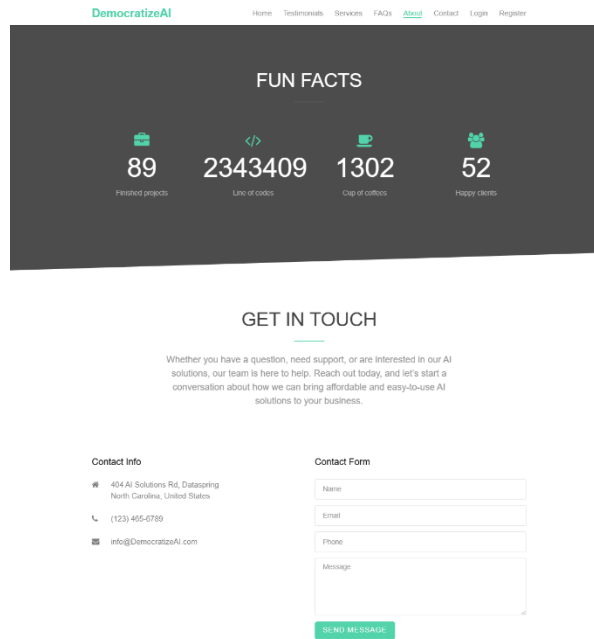 DemocratizeAI
Home Testimonials Services FAQs About Contact Login Register
FUN FACTS
89
2343409
1302
52
Finished projects
Line of codes
Cup of coffees
Happy clients
GET IN TOUCH
Whether you have a question, need support, or are interested in our AI
solutions, our team is here to help. Reach out today, and let's start a
conversation about how we can bring affordable and easy-to-use AI
solutions to your business.
Contact Info
404 AI Solutions Rd, Dataspring
North Carolina, United States
(123) 465-6789
info@DemocratizeAI.com
Contact Form
Name
Email
Phone
Message
SEND MESSAGE